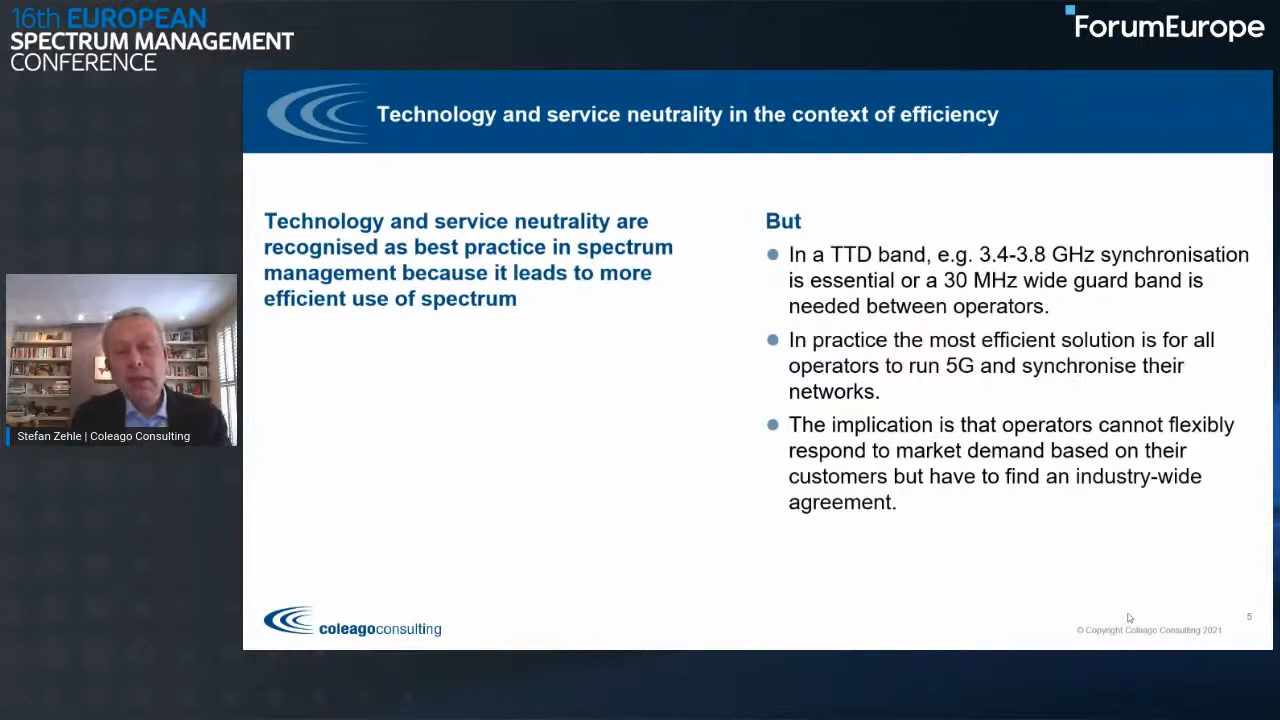 16th EUROPEAN
SPECTRUM MANAGEMENT
CONFERENCE
ForumEurope
Technology and service neutrality in the context of efficiency
Technology and service neutrality are
recognised as best practice in spectrum
management because it leads to more
efficient use of spectrum
But
In a TTD band, e.g. 3.4-3.8 GHz synchronisation
is essential or a 30 MHz wide guard band is
needed between operators.
In practice the most efficient solution is for all
operators to run 5G and synchronise their
networks.
The implication is that operators cannot flexibly
respond to market demand based on their
customers but have to find an industry-wide
agreement.
Stefan Zehle | Coleago Consulting
coleagoconsulting
5
© Copyright Coleago Consulting 2021